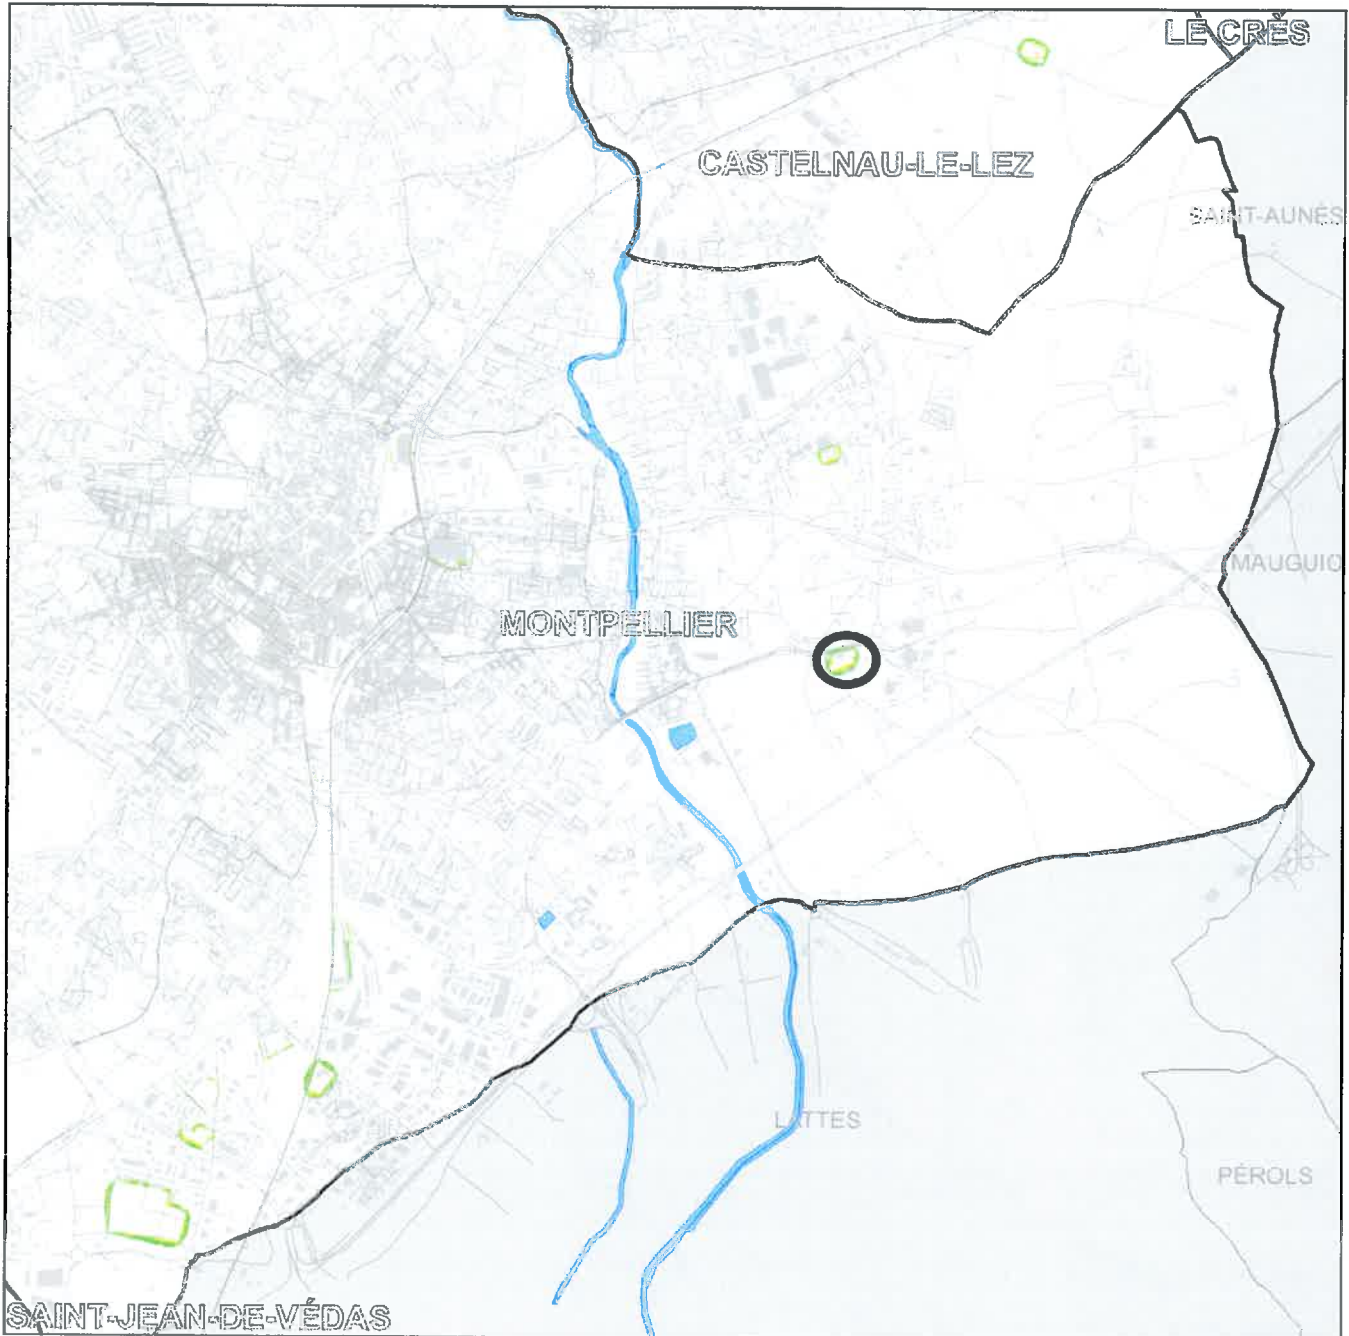 LE CRÈS
CASTELNAU-LE-LEZ
SAINT-AUNÈS
MAUGUIO
MONTPELLIER
LATTES
PÉROLS
SAINT-JEAN-DE-VÉDAS